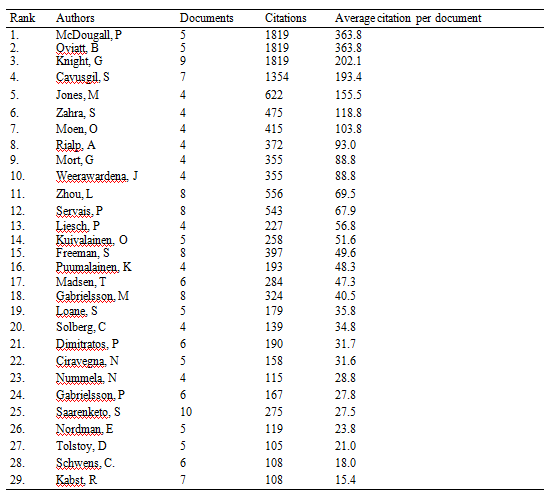 Rank Authors Documents Citations Average citation per document
1. McDougall, P 5 1819 363.8
2. Oviatt, B 5 1819 363.8
3. Knight, G 9 1819 202.1
4. Cavusgil, S 7 1354 193.4
5. Jones, M 4 622 155.5
6. Zahra, S 4 475 118.8
7. Moen, O 4 415 103.8
8. Rialp, A 4 372 93.0
9. Mort, G 4 355 88.8
10. Weerawardena, J 4 355 88.8
11. Zhou, L 8 556 69.5
12. Servais, P 8 543 67.9
13. Liesch, P 4 227 56.8
14. Kuivalainen, O 5 258 51.6
15. Freeman, S 8 397 49.6
16. Puumalainen, K 4 193 48.3
17. Madsen, T 6 284 47.3
18. Gabrielsson, M 8 324 40.5
19. Loane, S 5 179 35.8
20. Solberg, C 4 139 34.8
21. Dimitratos, P 6 190 31.7
22. Ciravegna, N 5 158 31.6
23. Nummela, N 4 115 28.8
24. Gabrielsson, P 6 167 27.8
25. Saarenketo, S 10 275 27.5
26. Nordman, E 5 119 23.8
27. Tolstoy, D 5 105 21.0
28. Schwens, C. 6 108 18.0
29. Kabst, R 7 108 15.4